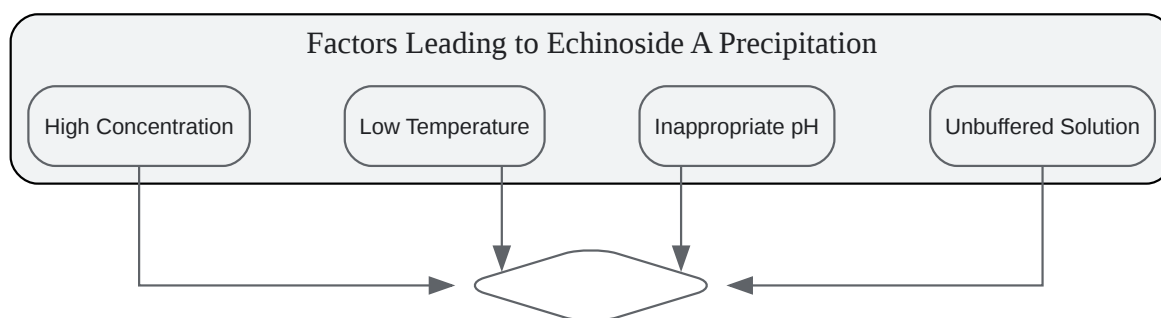 Factors Leading to Echinoside A Precipitation
High Concentration
Low Temperature
Inappropriate pH
Unbuffered Solution